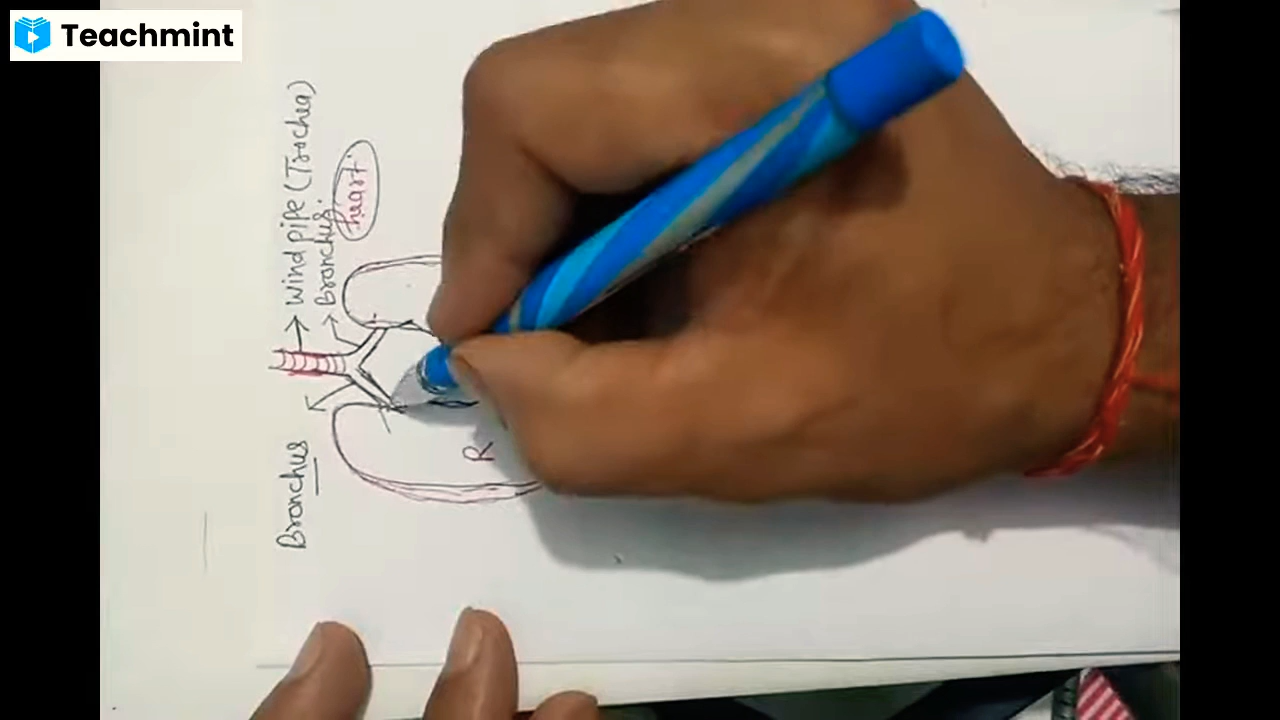 Teachmint
→ Wind pipe (Trachea)
→ Bronchus.
heart
Bronchus
R